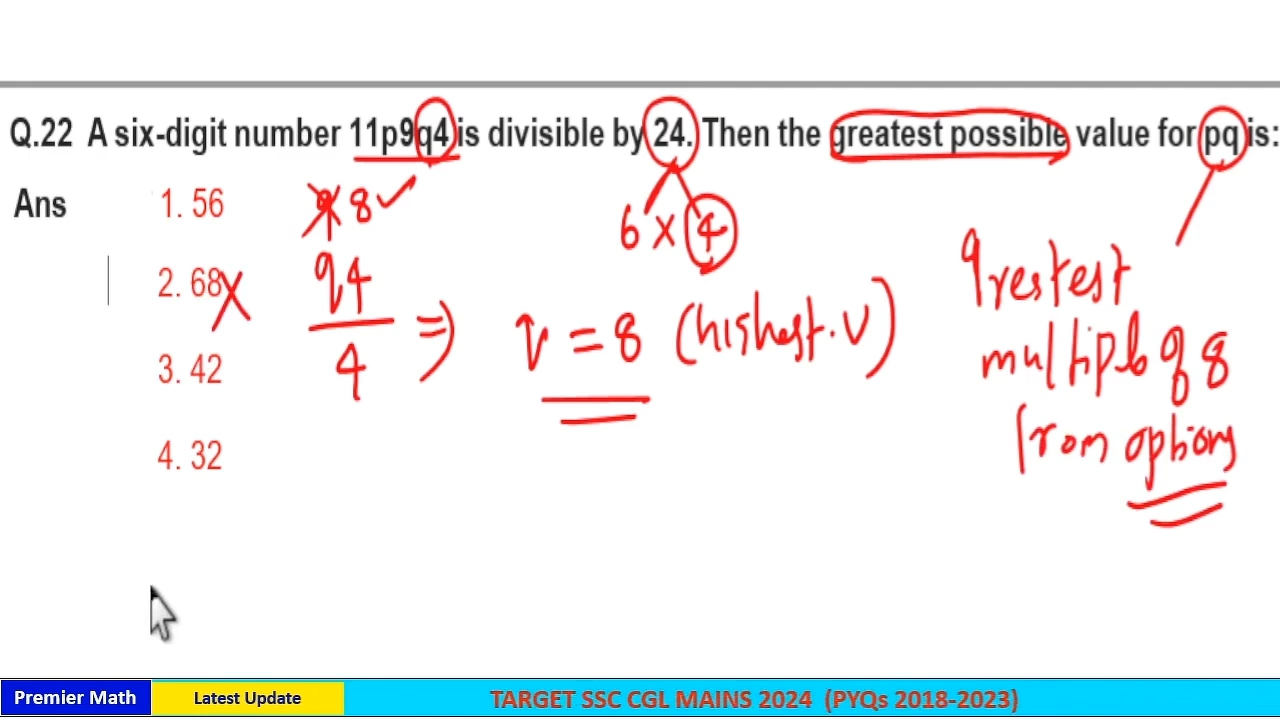 Q.22 A six-digit number 11p9q4 is divisible by 24. Then the greatest possible value for pq is:
Ans 1. 56
2. 68
3. 42
4. 32
8
6 x 4
q4
4
⇒
= 8 (highest.v)
greatest
multiple of 8
from options
Premier Math
Latest Update
TARGET SSC CGL MAINS 2024 (PYQs 2018-2023)